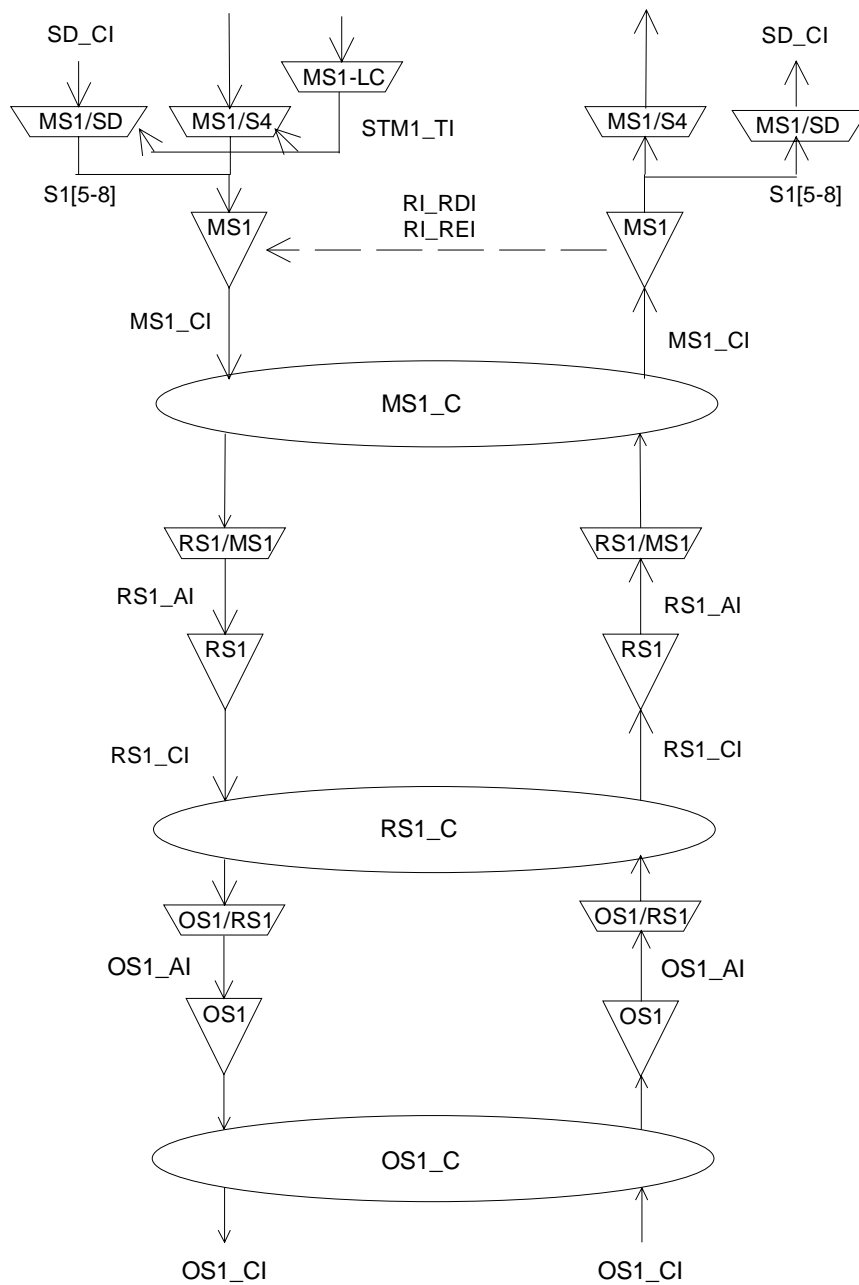 SD_CI
SD_CI
MS1-LC
MS1/SD
MS1/S4
STM1_TI
MS1/S4
MS1/SD
S1[5-8]
RI_RDI
RI_REI
S1[5-8]
MS1
MS1
MS1_CI
MS1_CI
MS1_C
RS1/MS1
RS1/MS1
RS1_AI
RS1_AI
RS1
RS1
RS1_CI
RS1_CI
RS1_C
OS1/RS1
OS1/RS1
OS1_AI
OS1_AI
OS1
OS1
OS1_C
OS1_CI
OS1_CI